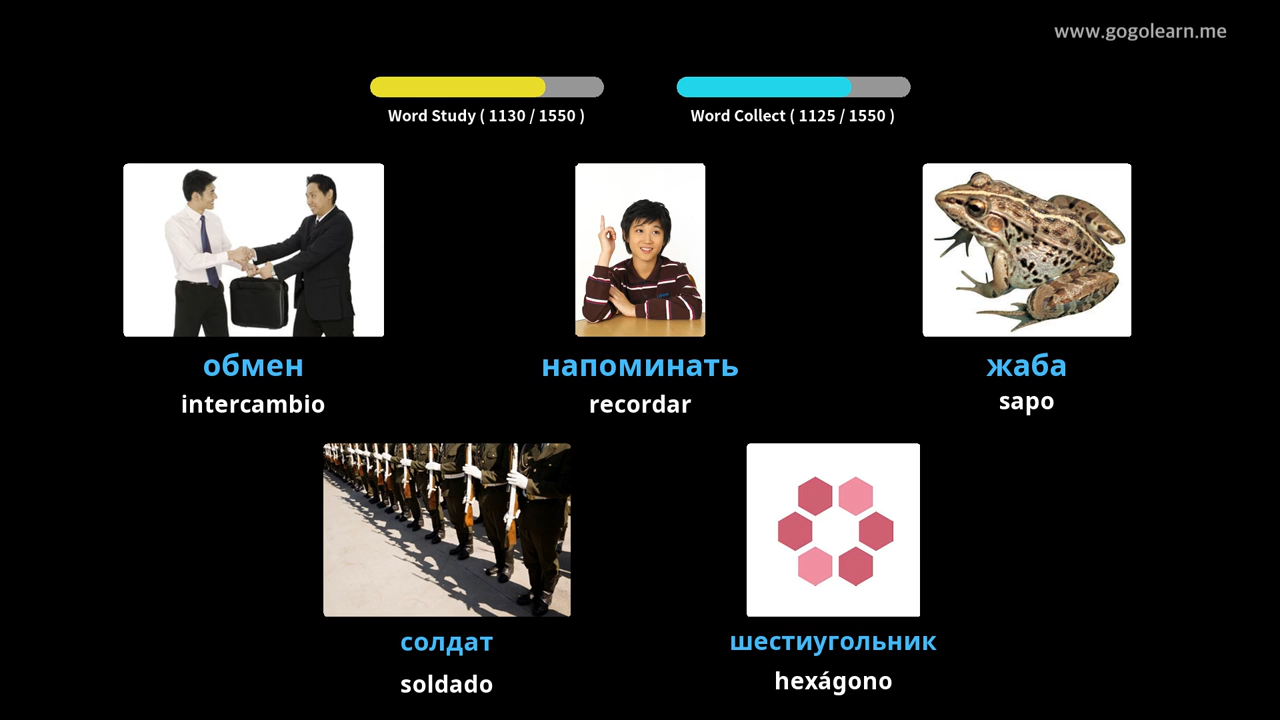 www.gogolearn.me
Word Study ( 1130 / 1550 )
Word Collect ( 1125 / 1550 )
обмен
intercambio
напоминать
recordar
жаба
sapo
солдат
soldado
шестиугольник
hexágono